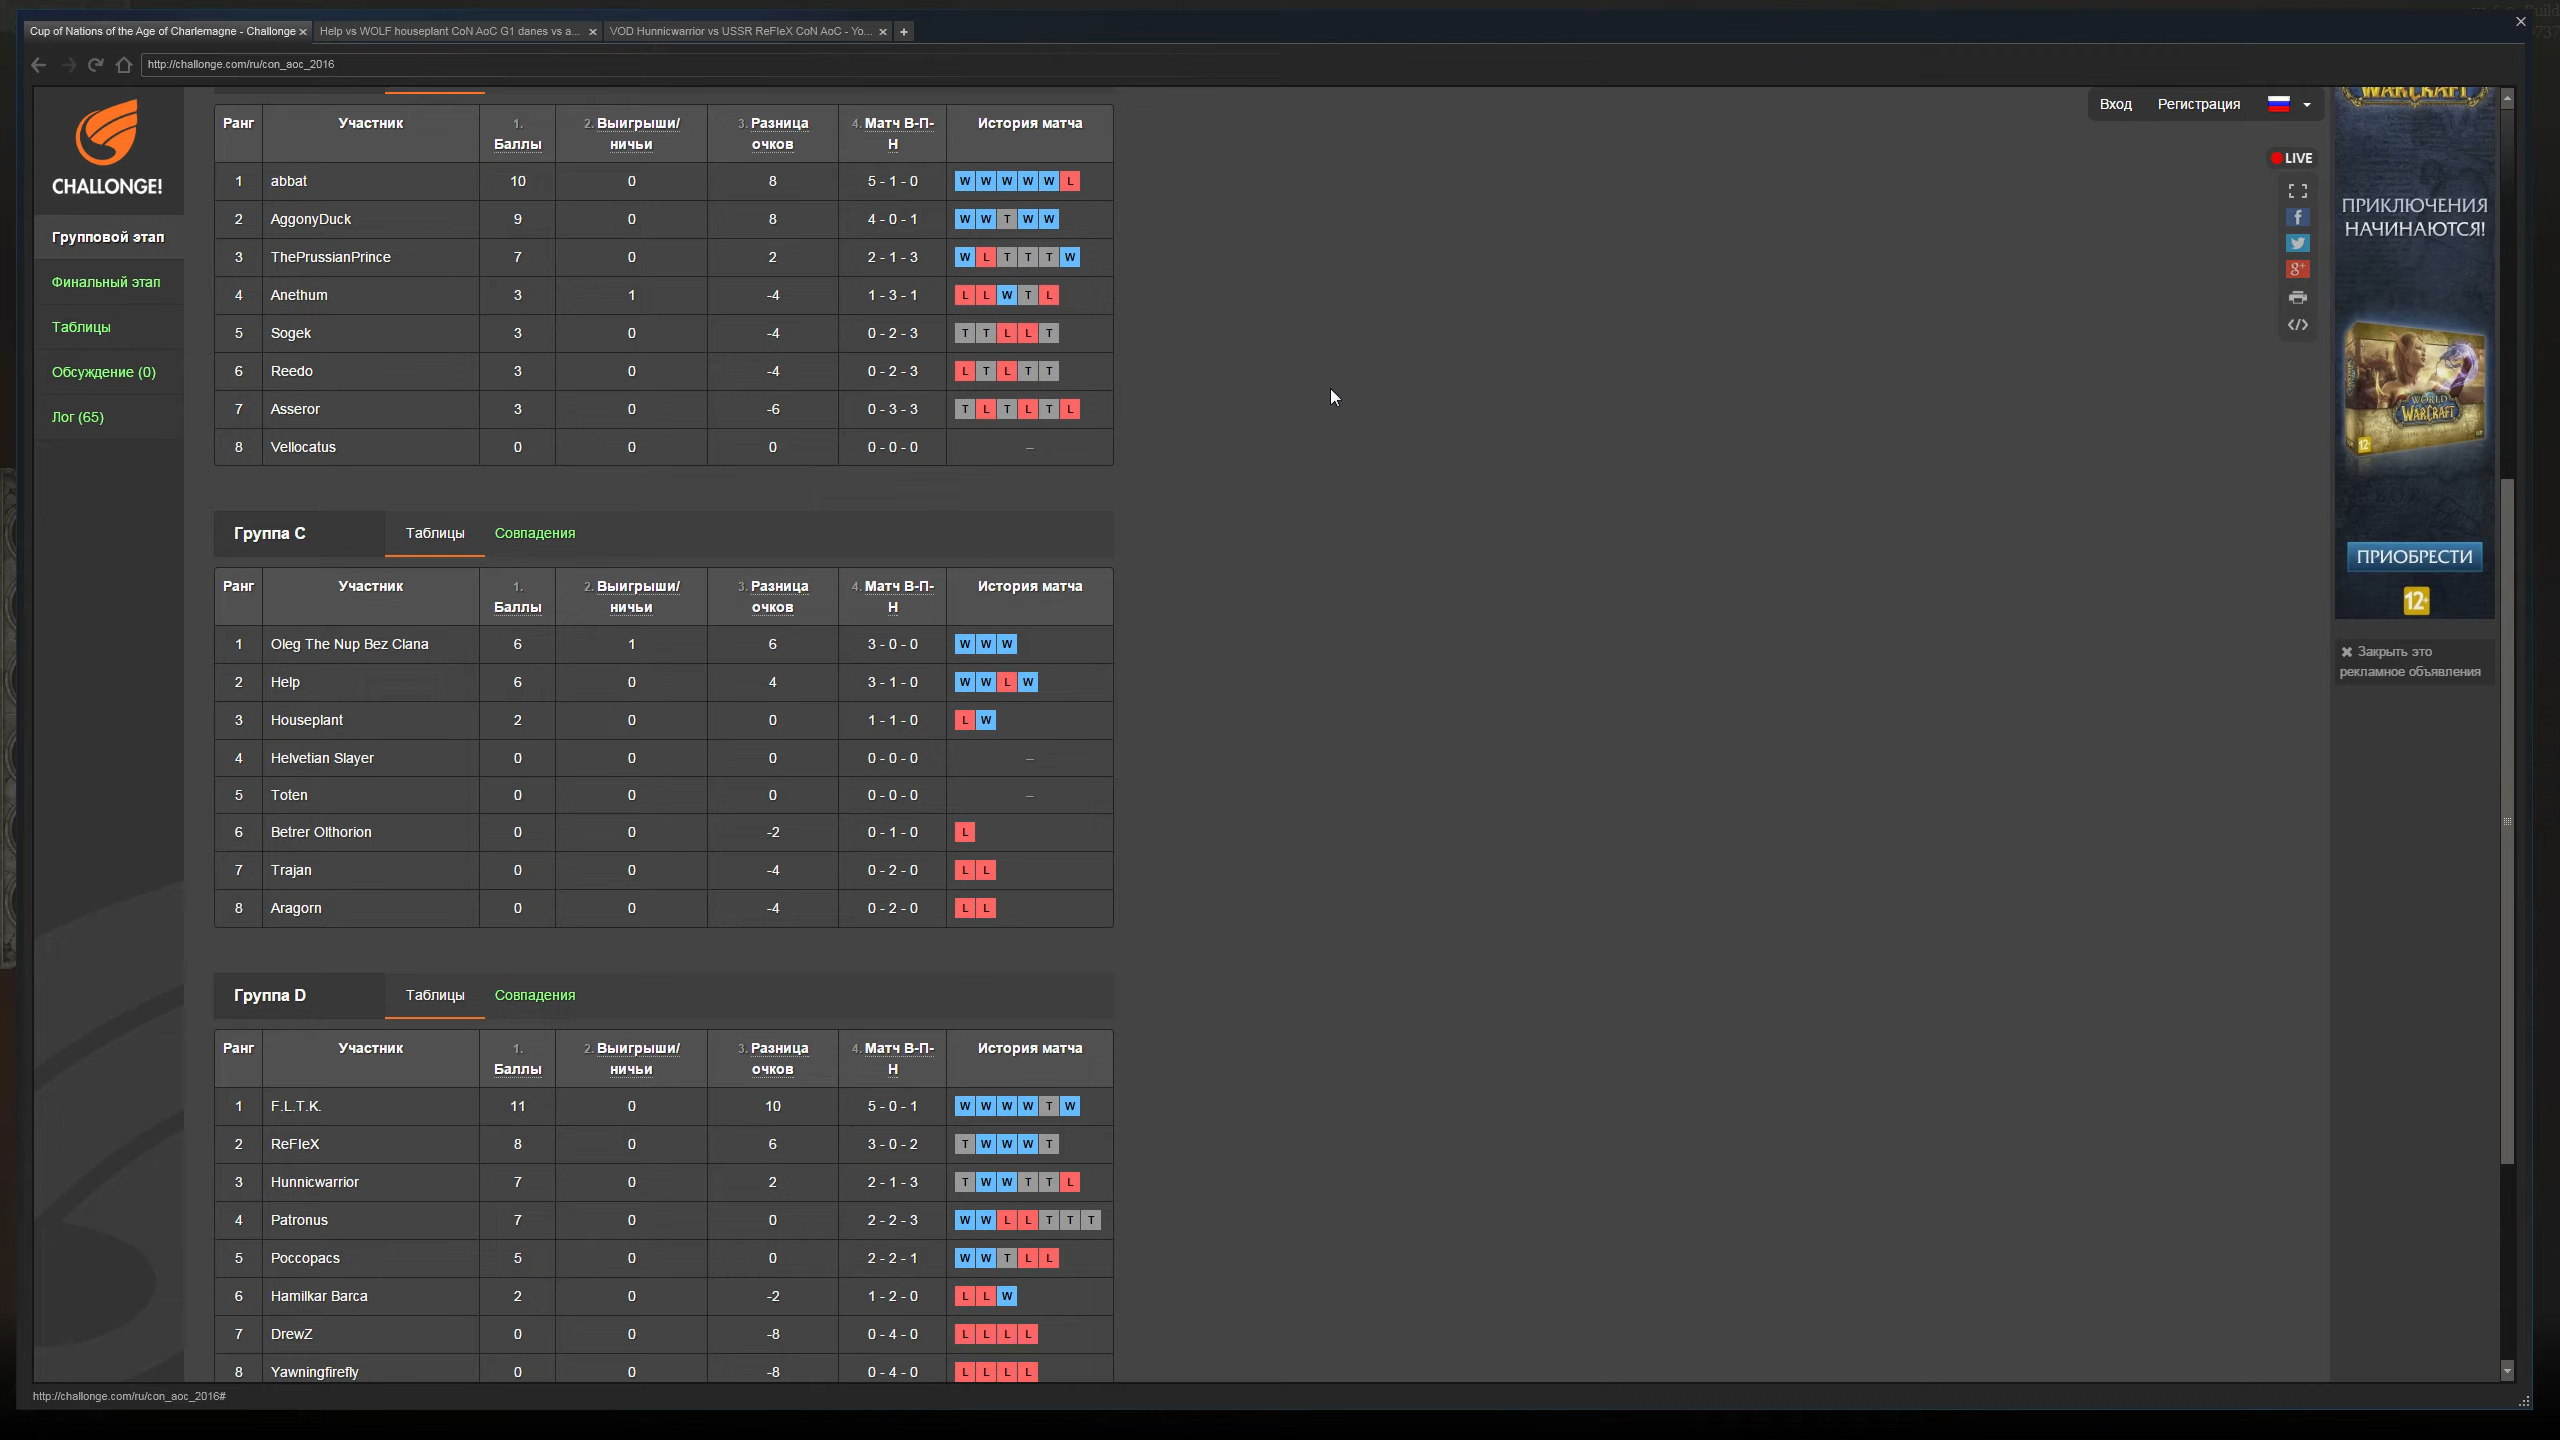 Cup of Nations of the Age of Charlemagne - Challonge
Help vs WOLF houseplant CoN AoC G1 danes vs a...
VOD Hunnicwarrior vs USSR ReFleX CoN AoC - Yo...
http://challonge.com/ru/con_aoc_2016
CHALLONGE!
Групповой этап
Финальный этап
Таблицы
Обсуждение (0)
Лог (65)
Вход Регистрация
LIVE
Ранг Участник 1. Баллы 2. Выигрыши/ничьи 3. Разница очков 4. Матч В-П-Н История матча
1 abbat 10 0 8 5 - 1 - 0 W W W W W L
2 AggonyDuck 9 0 8 4 - 0 - 1 W W T W W
3 ThePrussianPrince 7 0 2 2 - 1 - 3 W L T T T W
4 Anethum 3 1 -4 1 - 3 - 1 L L W T L
5 Sogek 3 0 -4 0 - 2 - 3 T T L L T
6 Reedo 3 0 -4 0 - 2 - 3 L T L T T
7 Asseror 3 0 -6 0 - 3 - 3 T L T L T L
8 Vellocatus 0 0 0 0 - 0 - 0 –
Группа C Таблицы Совпадения
Ранг Участник 1. Баллы 2. Выигрыши/ничьи 3. Разница очков 4. Матч В-П-Н История матча
1 Oleg The Nup Bez Clana 6 1 6 3 - 0 - 0 W W W
2 Help 6 0 4 3 - 1 - 0 W W L W
3 Houseplant 2 0 0 1 - 1 - 0 L W
4 Helvetian Slayer 0 0 0 0 - 0 - 0 –
5 Toten 0 0 0 0 - 0 - 0 –
6 Betrer Olthorion 0 0 -2 0 - 1 - 0 L
7 Trajan 0 0 -4 0 - 2 - 0 L L
8 Aragorn 0 0 -4 0 - 2 - 0 L L
Группа D Таблицы Совпадения
Ранг Участник 1. Баллы 2. Выигрыши/ничьи 3. Разница очков 4. Матч В-П-Н История матча
1 F.L.T.K. 11 0 10 5 - 0 - 1 W W W W T W
2 ReFleX 8 0 6 3 - 0 - 2 T W W W T
3 Hunnicwarrior 7 0 2 2 - 1 - 3 T W W T T L
4 Patronus 7 0 0 2 - 2 - 3 W W L L T T T
5 Poccopacs 5 0 0 2 - 2 - 1 W W T L L
6 Hamilkar Barca 2 0 -2 1 - 2 - 0 L L W
7 DrewZ 0 0 -8 0 - 4 - 0 L L L L
8 Yawningfirefly 0 0 -8 0 - 4 - 0 L L L L
WARCRAFT
ПРИКЛЮЧЕНИЯ
НАЧИНАЮТСЯ!
WORLD
WARCRAFT
12+
ПРИОБРЕСТИ
12+
Закрыть это
рекламное объявления
http://challonge.com/ru/con_aoc_2016#